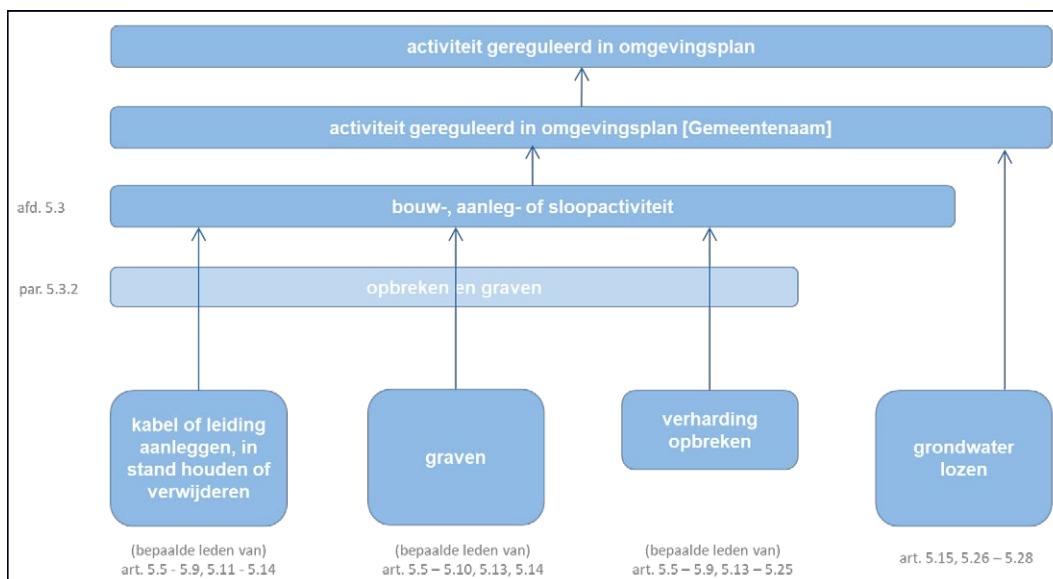 activiteit gereguleerd in omgevingsplan
activiteit gereguleerd in omgevingsplan [Gemeentenaam]
afd. 5.3
bouw-, aanleg- of sloopactiviteit
par. 5.3.2
opbreken en graven
kabel of leiding
aanleggen, in
stand houden of
verwijderen
graven
verharding
opbreken
grondwater
lozen
(bepaalde leden van)
art. 5.5 - 5.9, 5.11 - 5.14
(bepaalde leden van)
art. 5.5 – 5.10, 5.13, 5.14
(bepaalde leden van)
art. 5.5 – 5.9, 5.13 – 5.25
art. 5.15, 5.26 – 5.28